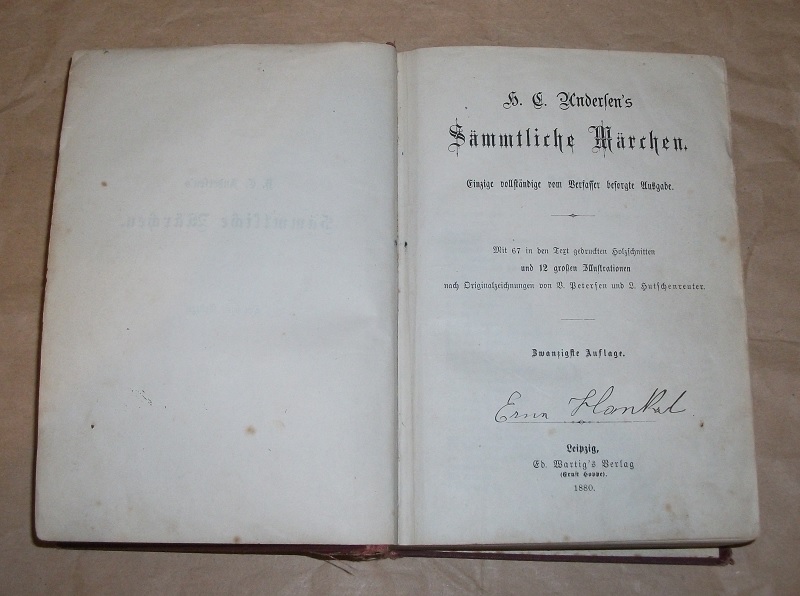 H. C. Andersen's
Sämmtliche Märchen.
Einzige vollständige vom Verfasser besorgte Ausgabe.
Mit 67 in den Text gedruckten Holzschnitten
und 12 großen Illustrationen
nach Originalzeichnungen von V. Petersen und L. Hutschenreuter.
Zwanzigste Auflage.
Leipzig,
Ed. Wartig's Verlag
(Ernst Hoppe).
1880.